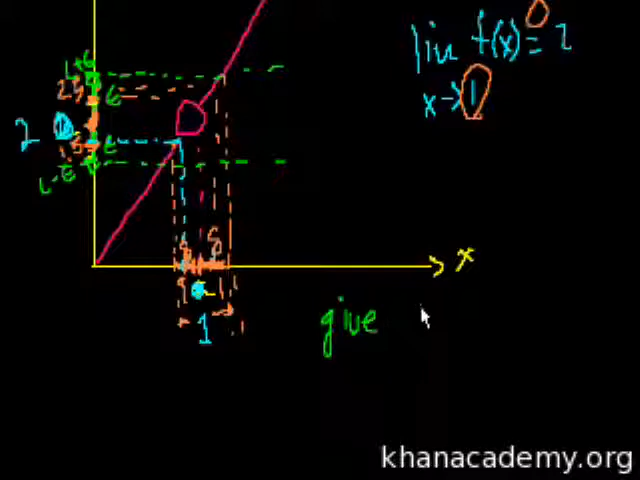 lim f(x) = 2
x→1
L+ε
ε
2
ε
L-ε
δ
δ
x
1
give
khanacademy.org